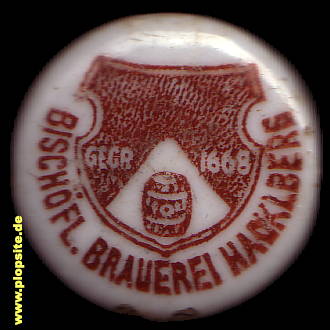 GEGR 1668
BISCHÖFL. BRAUEREI HACKLBERG
© www.plopsite.de